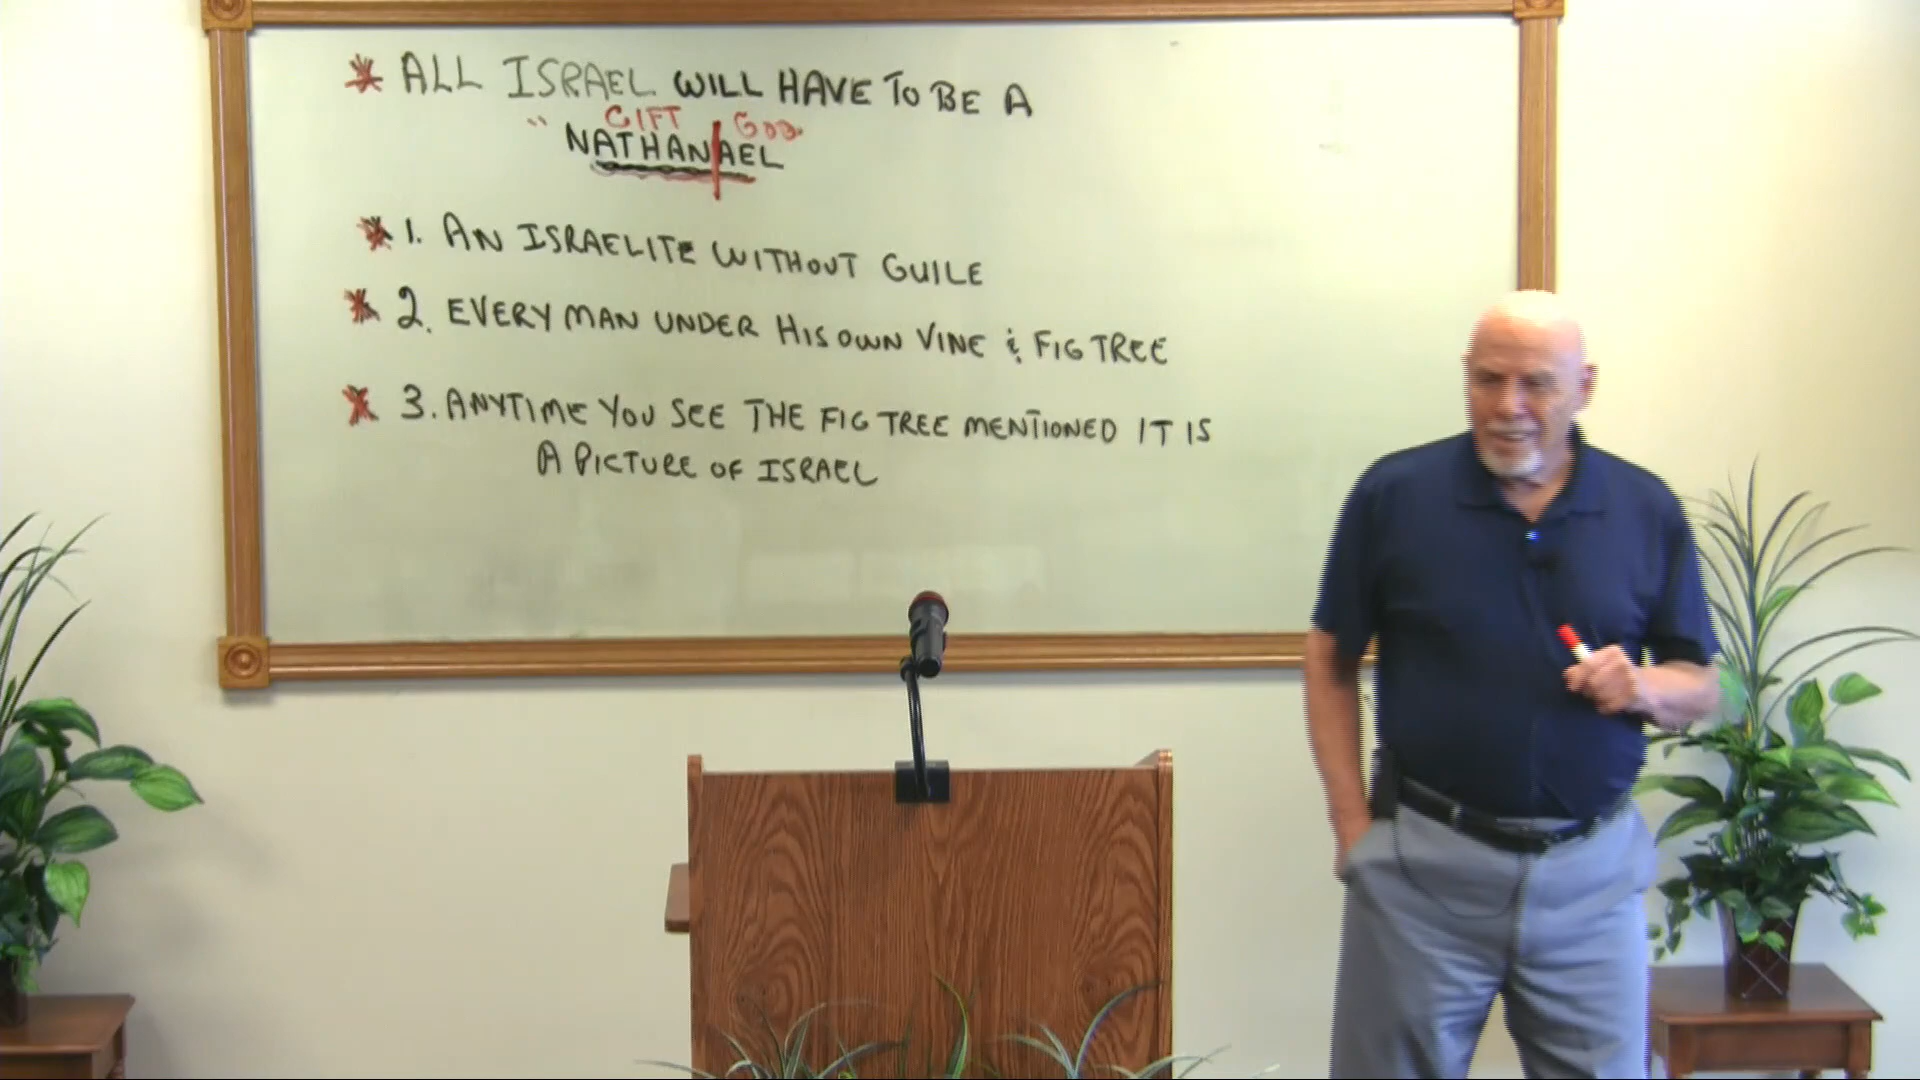 * ALL ISRAEL WILL HAVE TO BE A
GIFT GOD
" NATHANAEL
* 1. AN ISRAELITE WITHOUT GUILE
* 2. EVERY MAN UNDER HIS OWN VINE & FIG TREE
* 3. ANYTIME YOU SEE THE FIG TREE MENTIONED IT IS
A PICTURE OF ISRAEL